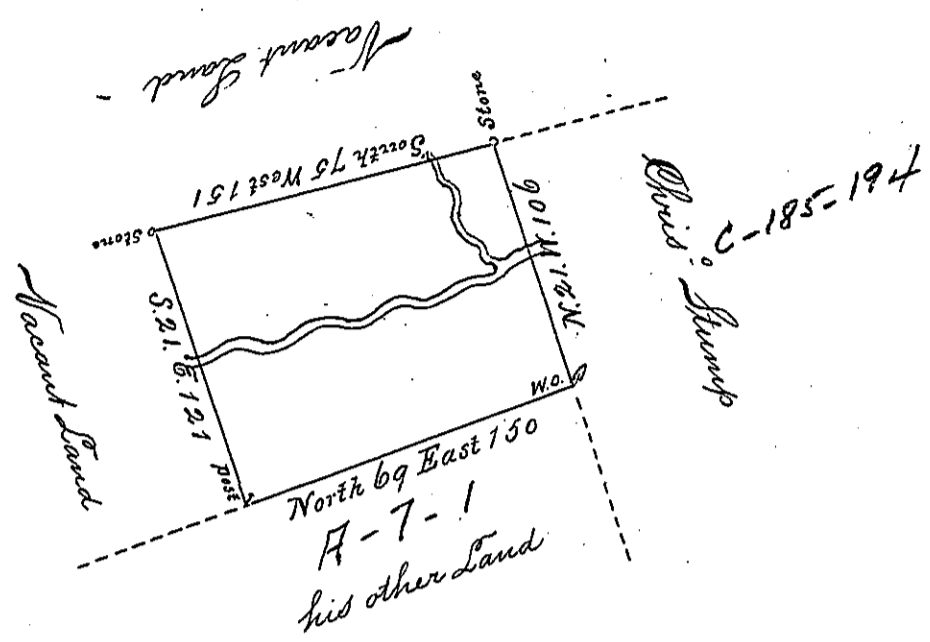 Vacant Land
Stone
South 75 West 151
Stone
N.21.W.106
Chris: Stump
C-185-194
Vacant Land
S.21.E.121
Post
W.O.
North 69 East 150
A-7-1
his other Land